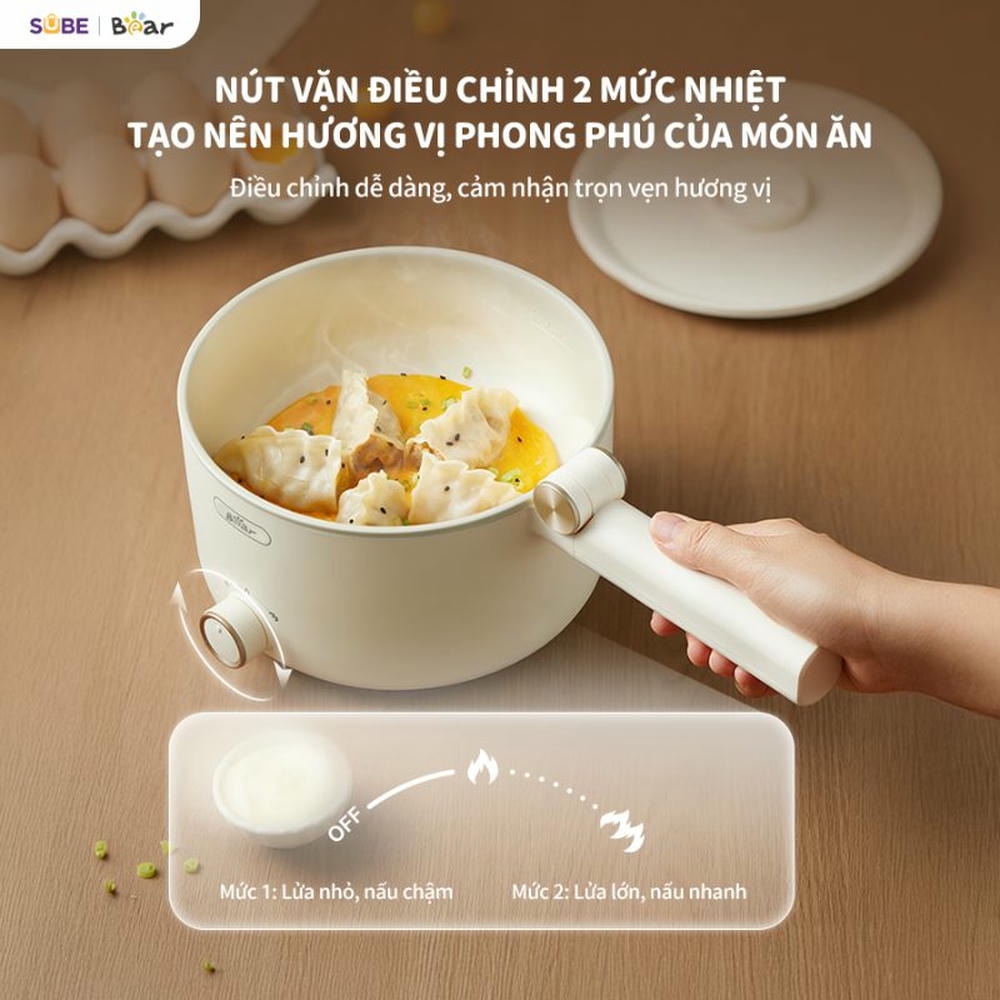 SUBE | Bear
NÚT VẶN ĐIỀU CHỈNH 2 MỨC NHIỆT
TẠO NÊN HƯƠNG VỊ PHONG PHÚ CỦA MÓN ĂN
Điều chỉnh dễ dàng, cảm nhận trọn vẹn hương vị
Bear
OFF
Mức 1: Lửa nhỏ, nấu chậm
Mức 2: Lửa lớn, nấu nhanh